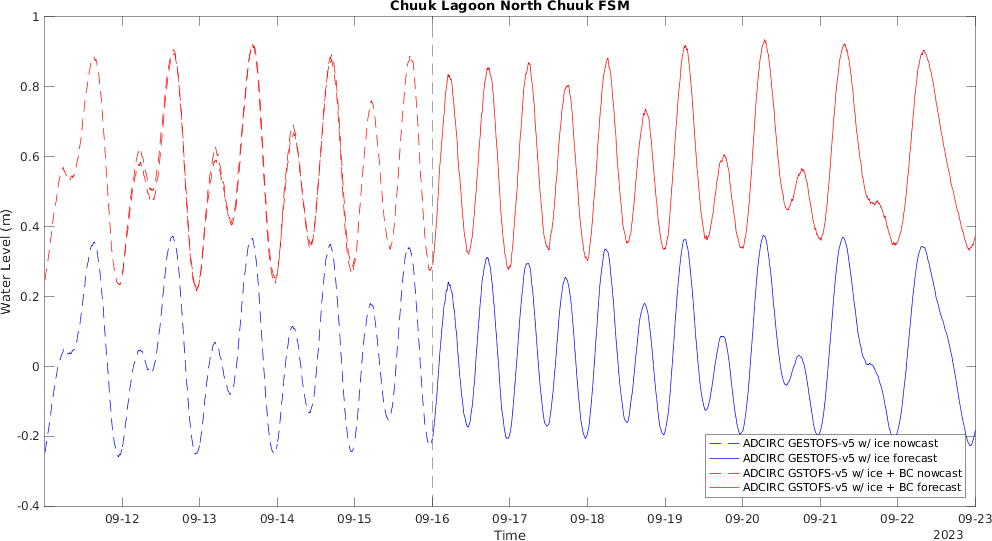 Chuuk Lagoon North Chuuk FSM
1
0.8
0.6
0.4
0.2
0
-0.2
-0.4
Water Level (m)
ADCIRC GESTOFS-v5 w/ ice nowcast
ADCIRC GESTOFS-v5 w/ ice forecast
ADCIRC GSTOFS-v5 w/ ice + BC nowcast
ADCIRC GSTOFS-v5 w/ ice + BC forecast
09-12 09-13 09-14 09-15 09-16 09-17 09-18 09-19 09-20 09-21 09-22 09-23
Time
2023